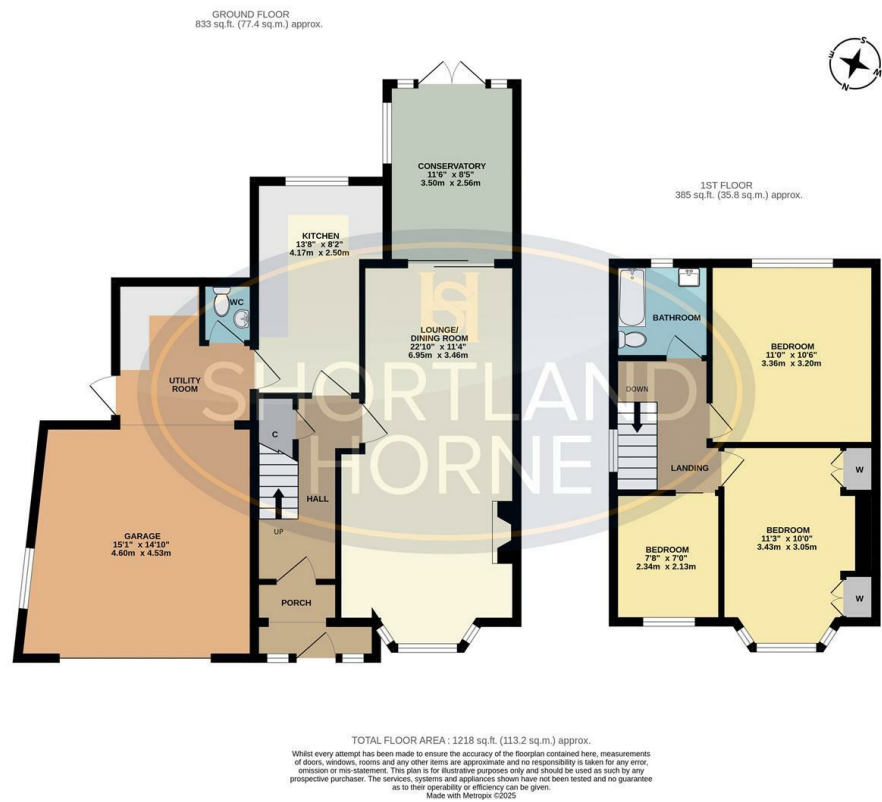 GROUND FLOOR
833 sq.ft. (77.4 sq.m.) approx.
S
E
W
N
CONSERVATORY
11'6" x 8'5"
3.50m x 2.56m
KITCHEN
13'8" x 8'2"
4.17m x 2.50m
WC
LOUNGE/
DINING ROOM
22'10" x 11'4"
6.95m x 3.46m
UTILITY
ROOM
C
HALL
UP
GARAGE
15'1" x 14'10"
4.60m x 4.53m
PORCH
1ST FLOOR
385 sq.ft. (35.8 sq.m.) approx.
BATHROOM
BEDROOM
11'0" x 10'6"
3.36m x 3.20m
DOWN
LANDING
W
BEDROOM
11'3" x 10'0"
3.43m x 3.05m
BEDROOM
7'8" x 7'0"
2.34m x 2.13m
W
SH
SHORTLAND
HORNE
TOTAL FLOOR AREA : 1218 sq.ft. (113.2 sq.m.) approx.
Whilst every attempt has been made to ensure the accuracy of the floorplan contained here, measurements
of doors, windows, rooms and any other items are approximate and no responsibility is taken for any error,
omission or mis-statement. This plan is for illustrative purposes only and should be used as such by any
prospective purchaser. The services, systems and appliances shown have not been tested and no guarantee
as to their operability or efficiency can be given.
Made with Metropix ©2025